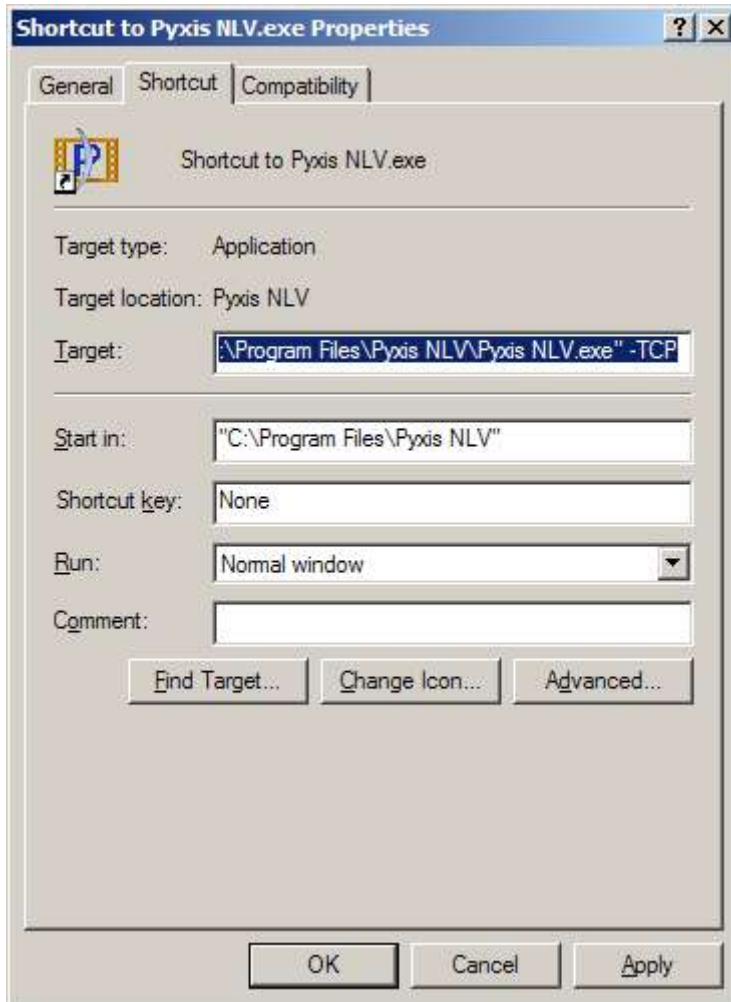 Shortcut to Pyxis NLV.exe Properties
General Shortcut Compatibility
Shortcut to Pyxis NLV.exe
Target type: Application
Target location: Pyxis NLV
Target: :\Program Files\Pyxis NLV\Pyxis NLV.exe" -TCP
Start in: "C:\Program Files\Pyxis NLV"
Shortcut key: None
Run: Normal window
Comment:
Find Target... Change Icon... Advanced...
OK Cancel Apply